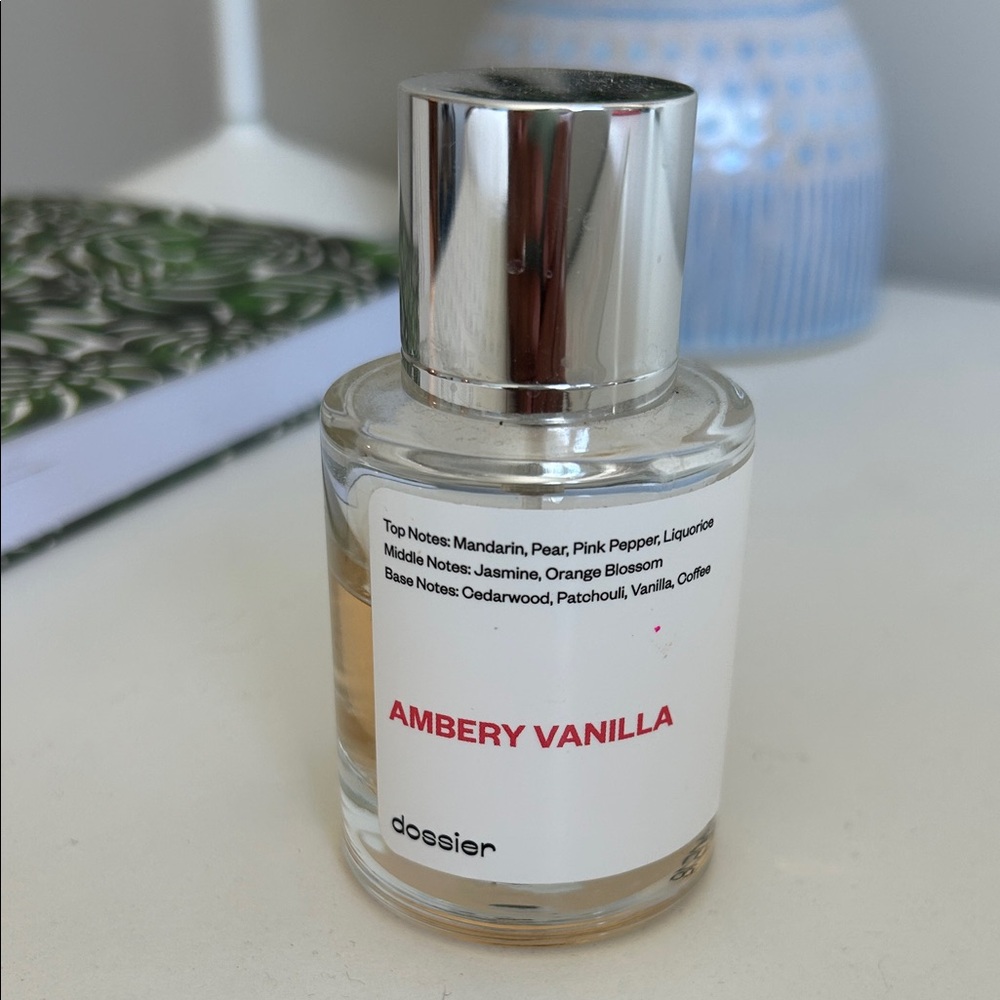 Top Notes: Mandarin, Pear, Pink Pepper, Liquorice
Middle Notes: Jasmine, Orange Blossom
Base Notes: Cedarwood, Patchouli, Vanilla, Coffee
AMBERY VANILLA
dossier